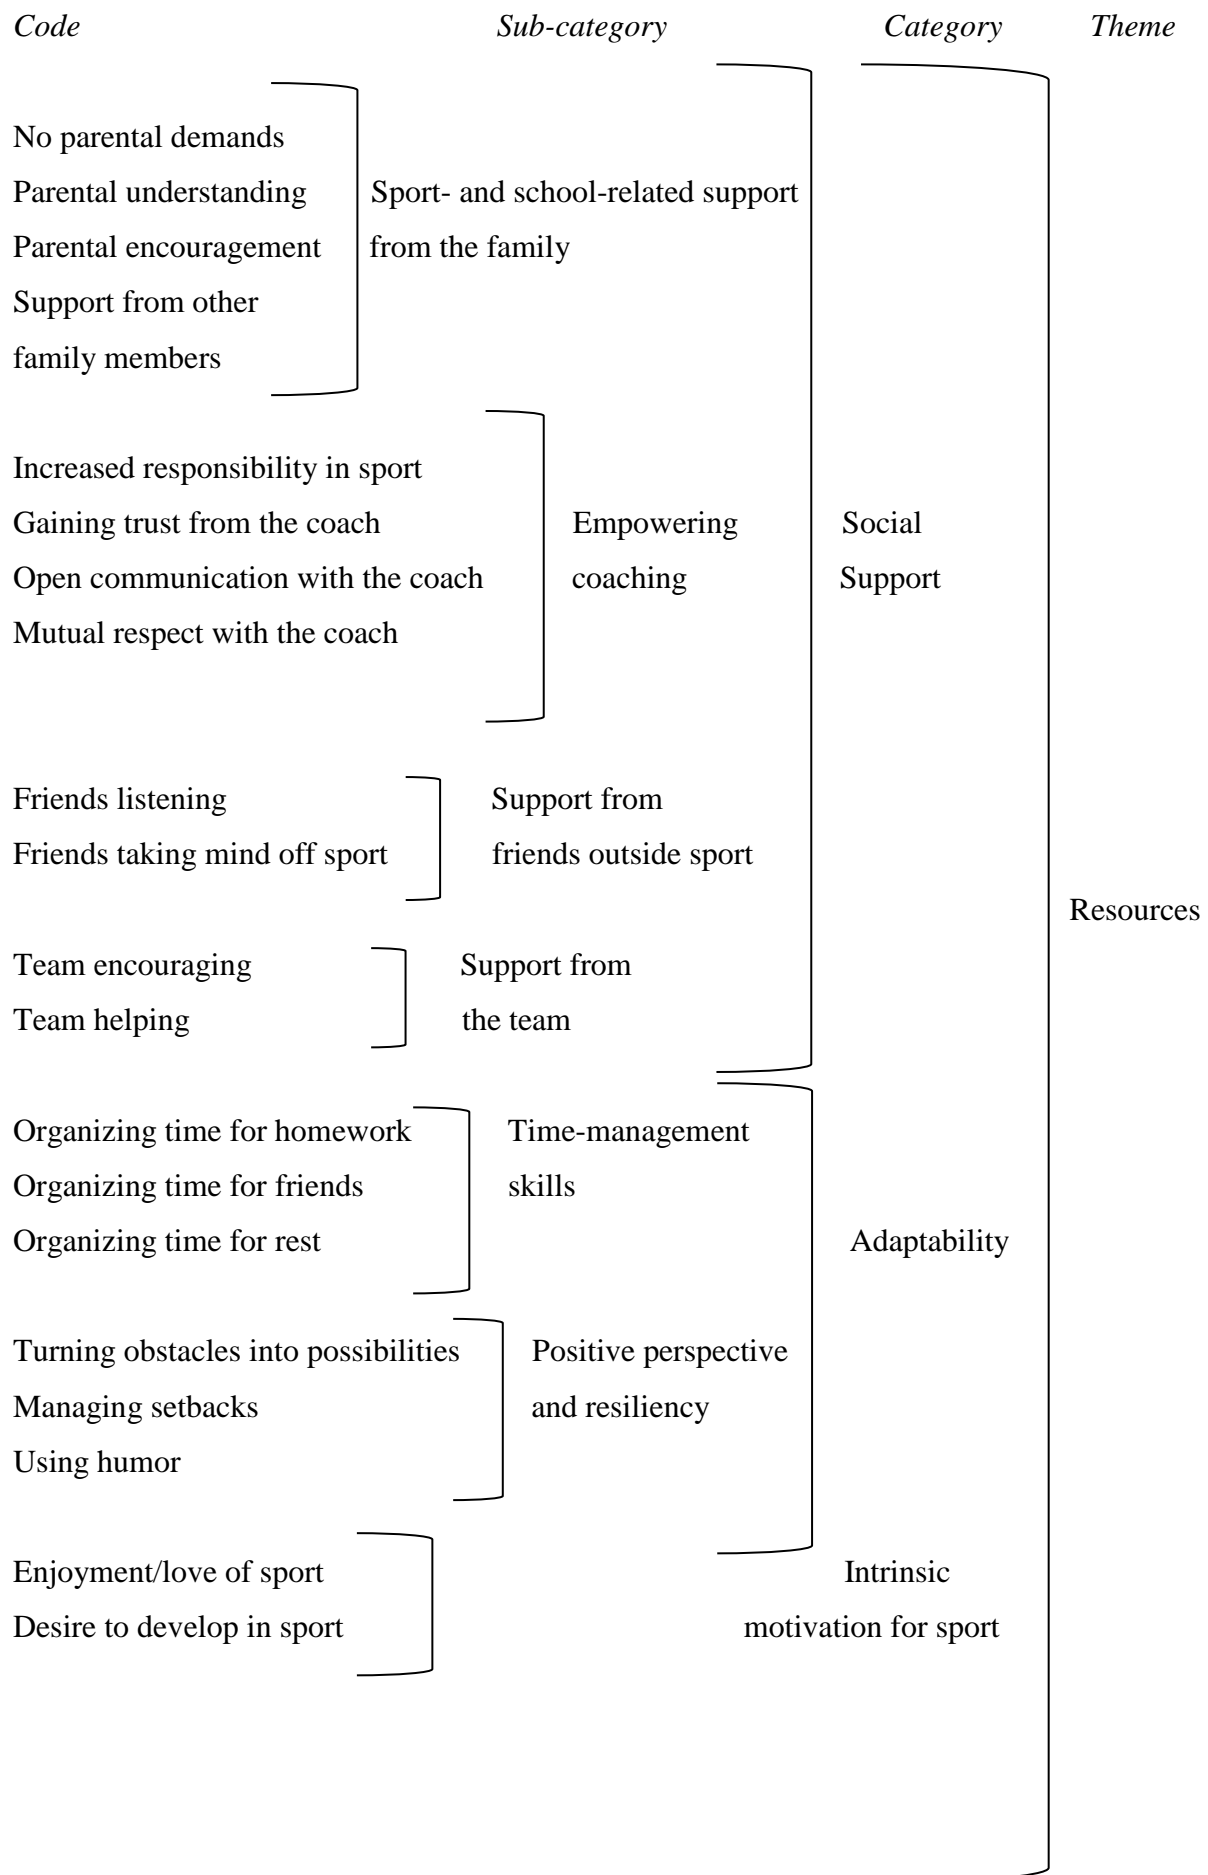 Code Sub-category Category Theme
No parental demands
Parental understanding Sport- and school-related support
Parental encouragement from the family
Support from other
family members
Increased responsibility in sport
Gaining trust from the coach Empowering Social
Open communication with the coach coaching Support
Mutual respect with the coach
Friends listening Support from
Friends taking mind off sport friends outside sport
Resources
Team encouraging Support from
Team helping the team
Organizing time for homework Time-management
Organizing time for friends skills
Organizing time for rest Adaptability
Turning obstacles into possibilities Positive perspective
Managing setbacks and resiliency
Using humor
Enjoyment/love of sport Intrinsic
Desire to develop in sport motivation for sport